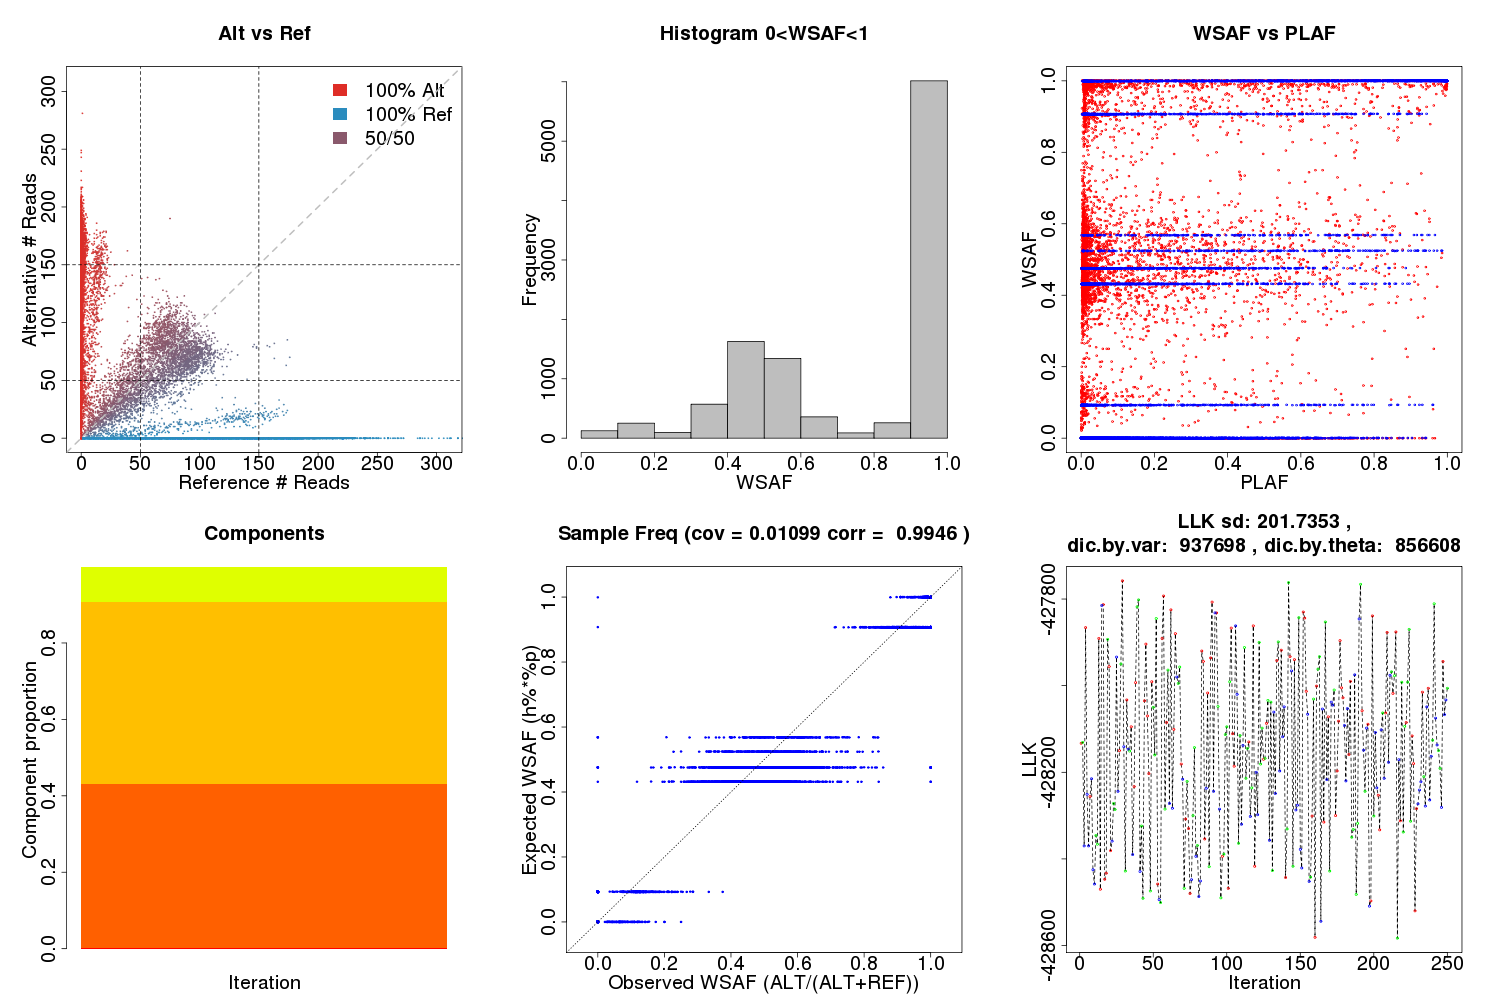 Alt vs Ref
100% Alt
100% Ref
50/50
Alternative # Reads
0 50 100 150 200 250 300
0 50 100 150 200 250 300
Reference # Reads
Histogram 0<WSAF<1
Frequency
0 1000 3000 5000
0.0 0.2 0.4 0.6 0.8 1.0
WSAF
WSAF vs PLAF
WSAF
0.0 0.2 0.4 0.6 0.8 1.0
0.0 0.2 0.4 0.6 0.8 1.0
PLAF
Components
Component proportion
0.0 0.2 0.4 0.6 0.8
Iteration
Sample Freq (cov = 0.01099 corr = 0.9946 )
Expected WSAF (h%*%p)
0.0 0.2 0.4 0.6 0.8 1.0
0.0 0.2 0.4 0.6 0.8 1.0
Observed WSAF (ALT/(ALT+REF))
LLK sd: 201.7353 ,
dic.by.var: 937698 , dic.by.theta: 856608
LLK
-428600 -428200 -427800
0 50 100 150 200 250
Iteration